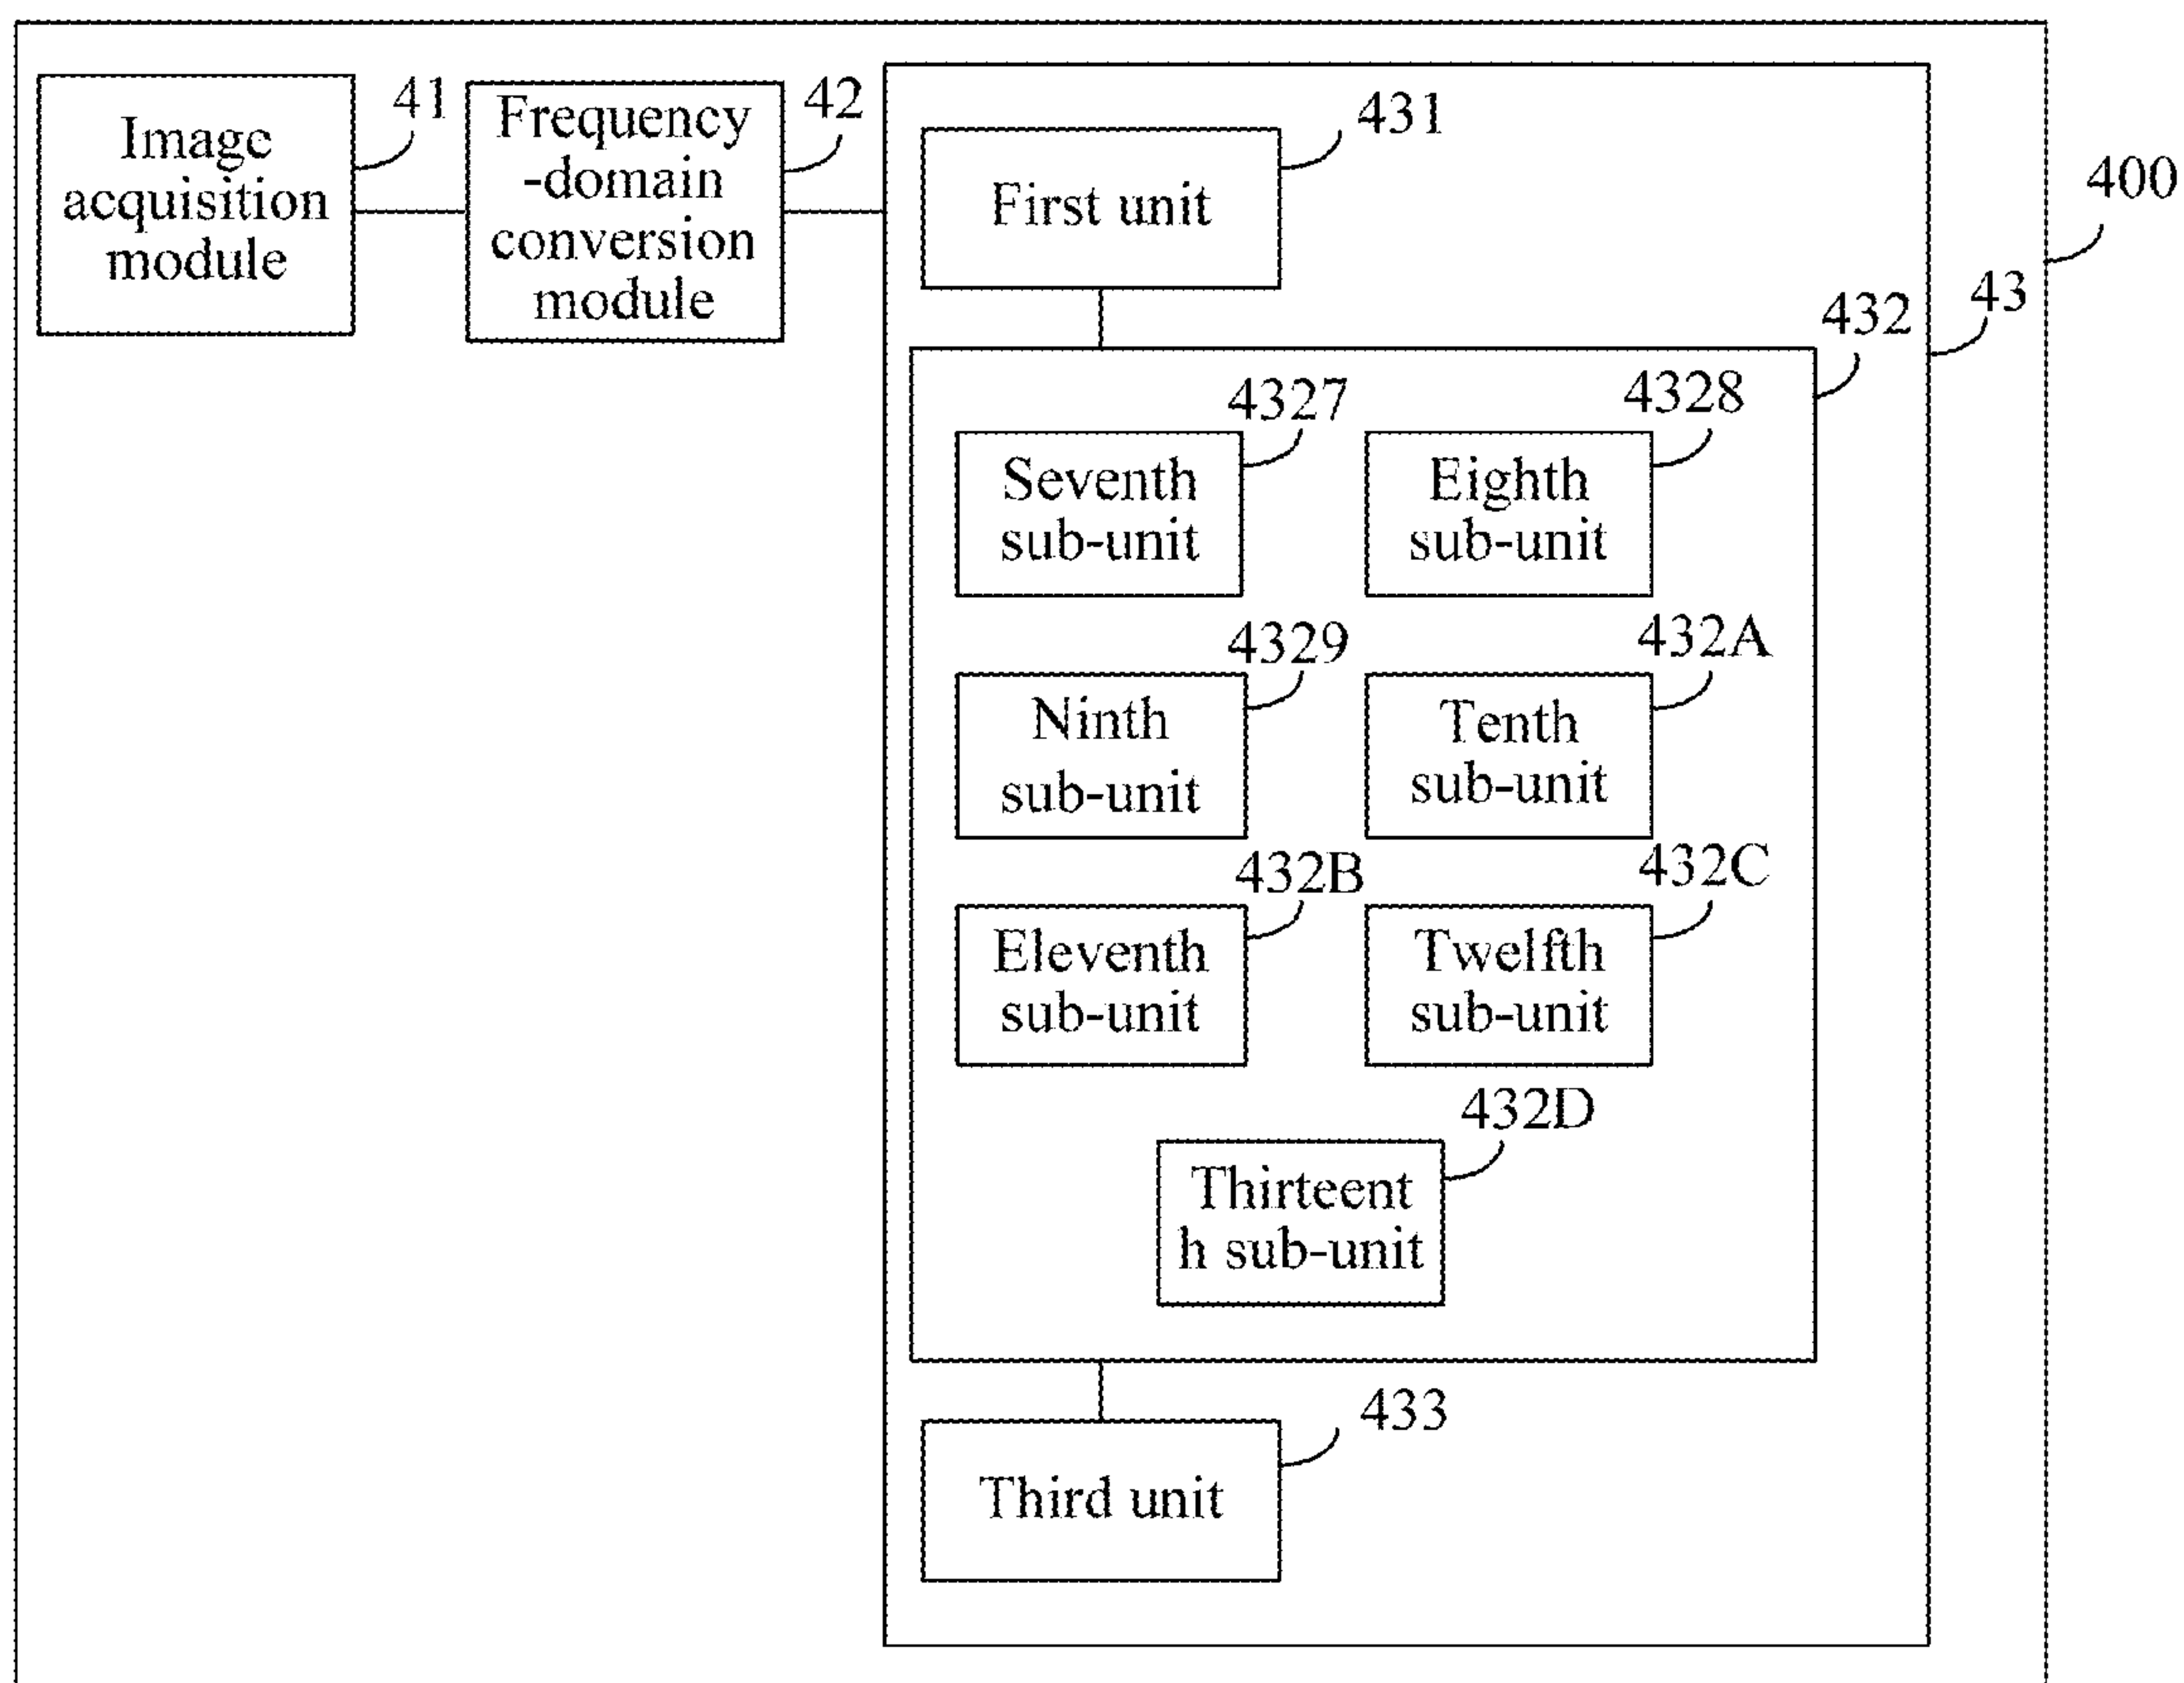 Image
acquisition
module
41
Frequency
-domain
conversion
module
42
First unit
431
400
43
432
Seventh
sub-unit
4327
Eighth
sub-unit
4328
Ninth
sub-unit
4329
Tenth
sub-unit
432A
Eleventh
sub-unit
432B
Twelfth
sub-unit
432C
Thirteent
h sub-unit
432D
Third unit
433